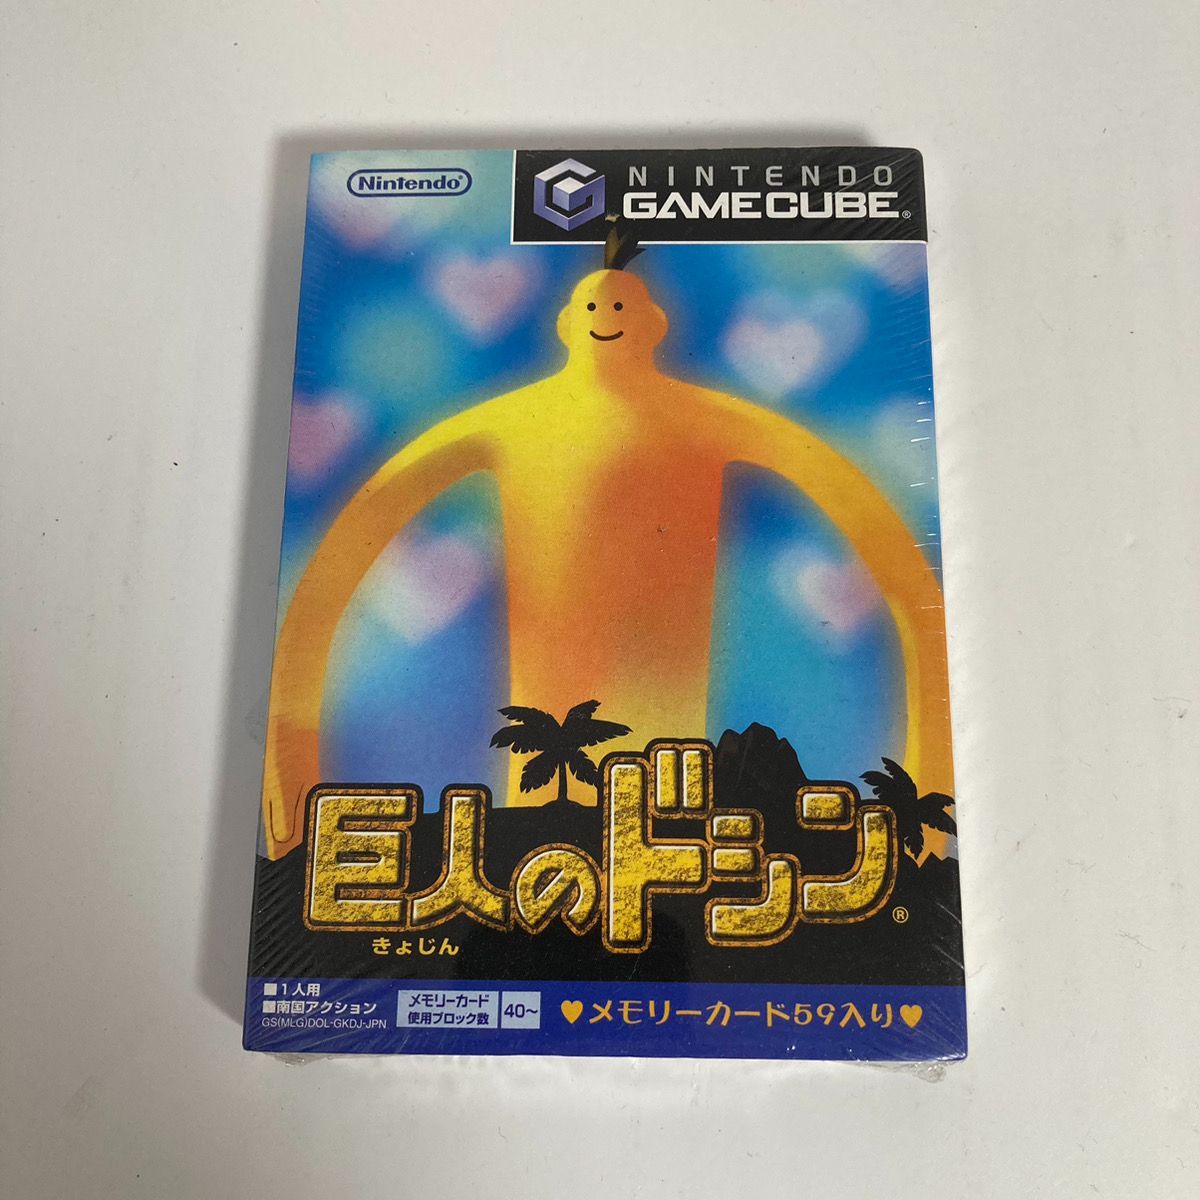 Nintendo®
NINTENDO
GAMECUBE®
巨人のドシン®
きょじん
■1人用
■南国アクション
GS(MLG)DOL-GKDJ-JPN
メモリーカード
使用ブロック数
40〜
♥メモリーカード59入り♥